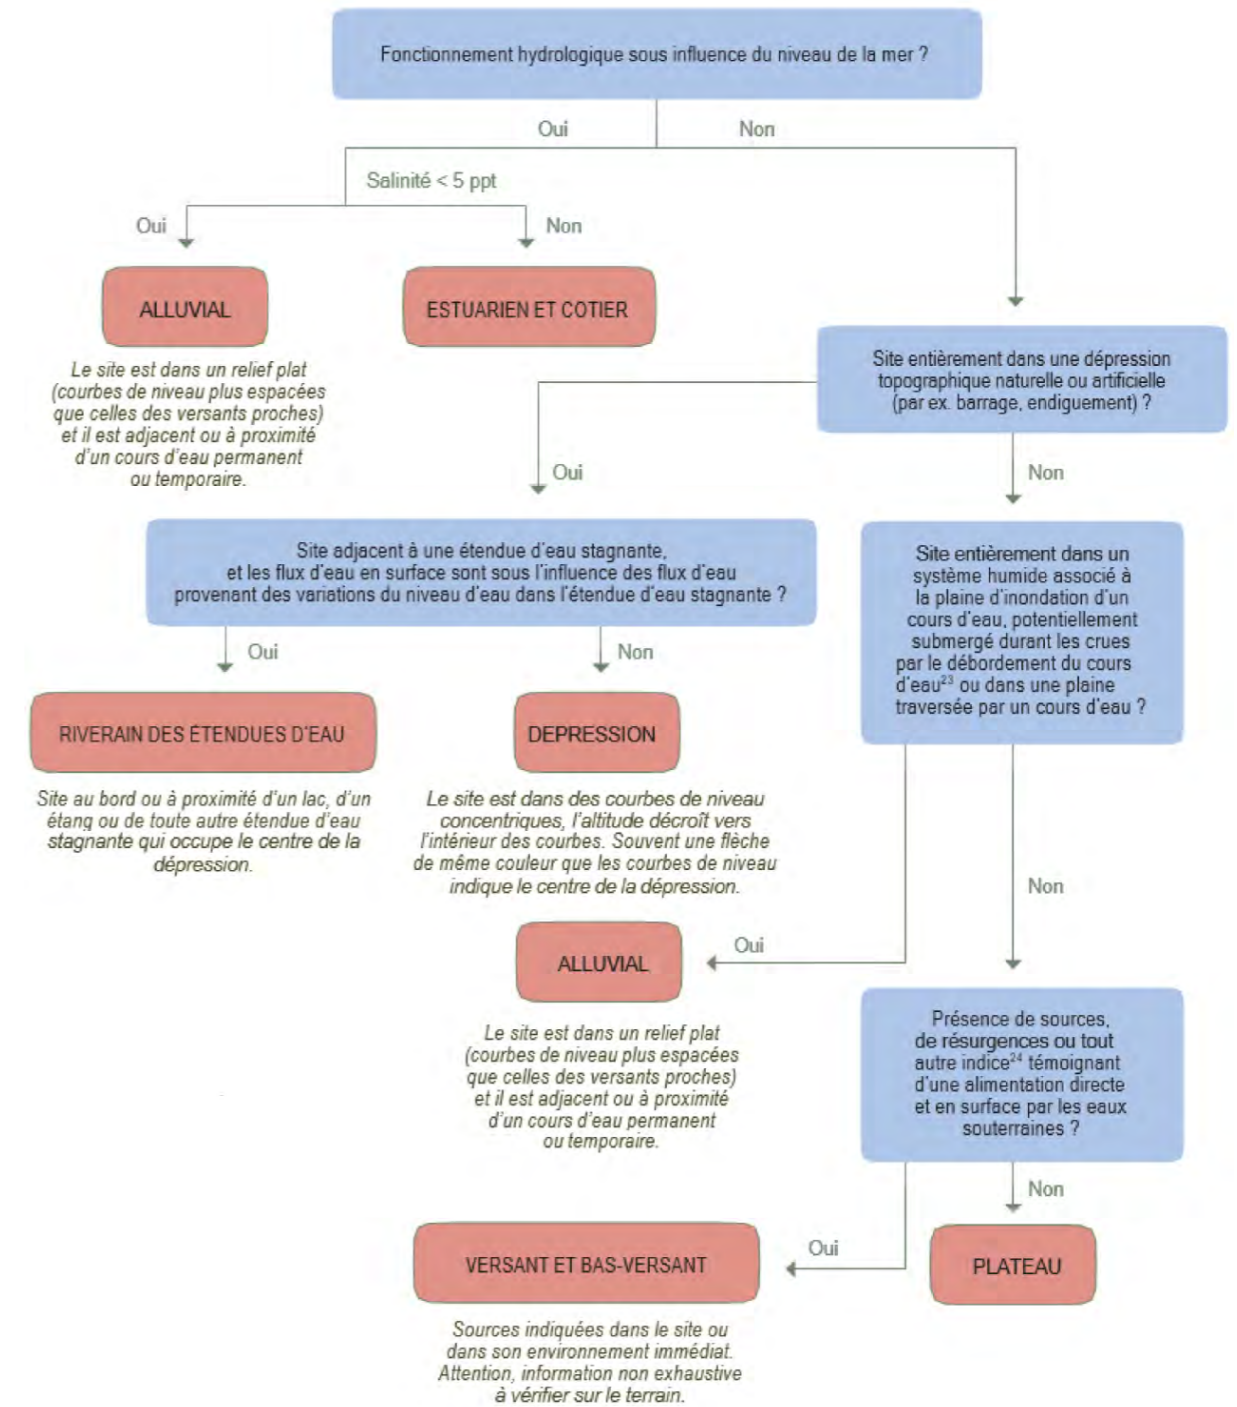 Fonctionnement hydrologique sous influence du niveau de la mer ?
Oui
Non
Salinité < 5 ppt
Oui
Non
ALLUVIAL
ESTUARIEN ET COTIER
Le site est dans un relief plat
(courbes de niveau plus espacées
que celles des versants proches)
et il est adjacent ou à proximité
d'un cours d'eau permanent
ou temporaire.
Site entièrement dans une dépression
topographique naturelle ou artificielle
(par ex. barrage, endiguement) ?
Oui
Non
Site adjacent à une étendue d'eau stagnante,
et les flux d'eau en surface sont sous l'influence des flux d'eau
provenant des variations du niveau d'eau dans l'étendue d'eau stagnante ?
Site entièrement dans un
système humide associé à
la plaine d'inondation d'un
cours d'eau, potentiellement
submergé durant les crues
par le débordement du cours
d'eau²³ ou dans une plaine
traversée par un cours d'eau ?
Oui
Non
RIVERAIN DES ÉTENDUES D'EAU
DEPRESSION
Site au bord ou à proximité d'un lac, d'un
étang ou de toute autre étendue d'eau
stagnante qui occupe le centre de la
dépression.
Le site est dans des courbes de niveau
concentriques, l'altitude décroît vers
l'intérieur des courbes. Souvent une flèche
de même couleur que les courbes de niveau
indique le centre de la dépression.
Non
Oui
ALLUVIAL
Le site est dans un relief plat
(courbes de niveau plus espacées
que celles des versants proches)
et il est adjacent ou à proximité
d'un cours d'eau permanent
ou temporaire.
Présence de sources,
de résurgences ou tout
autre indice²⁴ témoignant
d'une alimentation directe
et en surface par les eaux
souterraines ?
Non
Oui
VERSANT ET BAS-VERSANT
PLATEAU
Sources indiquées dans le site ou
dans son environnement immédiat.
Attention, information non exhaustive
à vérifier sur le terrain.